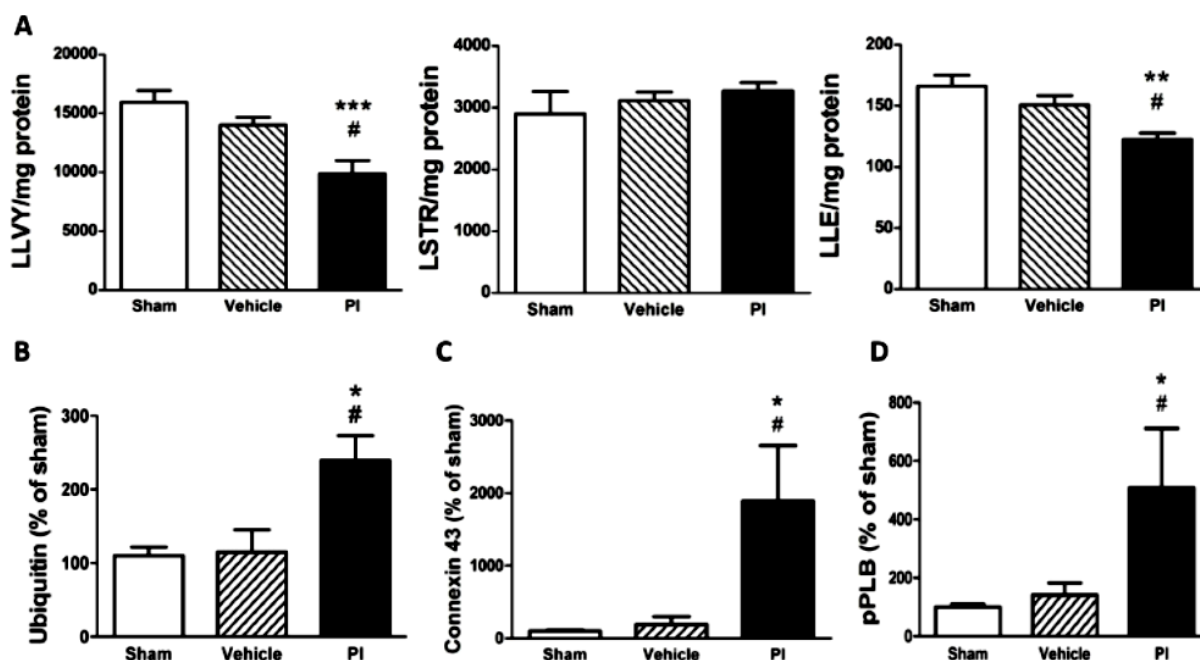 A
LLVY/mg protein
20000
15000
10000
5000
0
***
#
Sham Vehicle PI
LSTR/mg protein
4000
3000
2000
1000
0
Sham Vehicle PI
LLE/mg protein
200
150
100
50
0
**
#
Sham Vehicle PI
B
Ubiquitin (% of sham)
300
200
100
0
*
#
Sham Vehicle PI
C
Connexin 43 (% of sham)
3000
2000
1000
0
*
#
Sham Vehicle PI
D
pPLB (% of sham)
800
600
400
200
0
*
#
Sham Vehicle PI